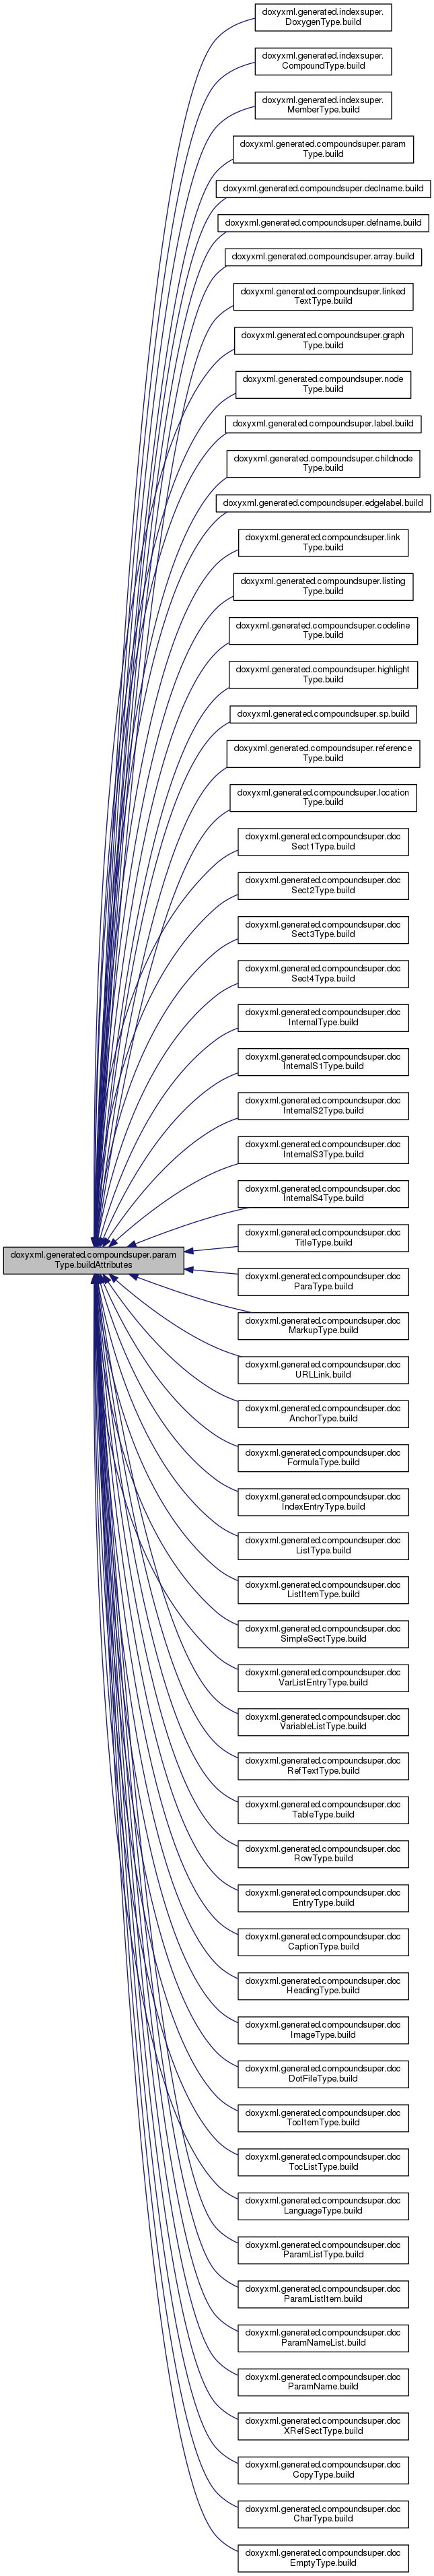 doxyxml.generated.indexsuper.
DoxygenType.build
doxyxml.generated.indexsuper.
CompoundType.build
doxyxml.generated.indexsuper.
MemberType.build
doxyxml.generated.compoundsuper.param
Type.build
doxyxml.generated.compoundsuper.declname.build
doxyxml.generated.compoundsuper.defname.build
doxyxml.generated.compoundsuper.array.build
doxyxml.generated.compoundsuper.linked
TextType.build
doxyxml.generated.compoundsuper.graph
Type.build
doxyxml.generated.compoundsuper.node
Type.build
doxyxml.generated.compoundsuper.label.build
doxyxml.generated.compoundsuper.childnode
Type.build
doxyxml.generated.compoundsuper.edgelabel.build
doxyxml.generated.compoundsuper.link
Type.build
doxyxml.generated.compoundsuper.listing
Type.build
doxyxml.generated.compoundsuper.codeline
Type.build
doxyxml.generated.compoundsuper.highlight
Type.build
doxyxml.generated.compoundsuper.sp.build
doxyxml.generated.compoundsuper.reference
Type.build
doxyxml.generated.compoundsuper.location
Type.build
doxyxml.generated.compoundsuper.doc
Sect1Type.build
doxyxml.generated.compoundsuper.doc
Sect2Type.build
doxyxml.generated.compoundsuper.doc
Sect3Type.build
doxyxml.generated.compoundsuper.doc
Sect4Type.build
doxyxml.generated.compoundsuper.doc
InternalType.build
doxyxml.generated.compoundsuper.doc
InternalS1Type.build
doxyxml.generated.compoundsuper.doc
InternalS2Type.build
doxyxml.generated.compoundsuper.doc
InternalS3Type.build
doxyxml.generated.compoundsuper.doc
InternalS4Type.build
doxyxml.generated.compoundsuper.doc
TitleType.build
doxyxml.generated.compoundsuper.param
Type.buildAttributes
doxyxml.generated.compoundsuper.doc
ParaType.build
doxyxml.generated.compoundsuper.doc
MarkupType.build
doxyxml.generated.compoundsuper.doc
URLLink.build
doxyxml.generated.compoundsuper.doc
AnchorType.build
doxyxml.generated.compoundsuper.doc
FormulaType.build
doxyxml.generated.compoundsuper.doc
IndexEntryType.build
doxyxml.generated.compoundsuper.doc
ListType.build
doxyxml.generated.compoundsuper.doc
ListItemType.build
doxyxml.generated.compoundsuper.doc
SimpleSectType.build
doxyxml.generated.compoundsuper.doc
VarListEntryType.build
doxyxml.generated.compoundsuper.doc
VariableListType.build
doxyxml.generated.compoundsuper.doc
RefTextType.build
doxyxml.generated.compoundsuper.doc
TableType.build
doxyxml.generated.compoundsuper.doc
RowType.build
doxyxml.generated.compoundsuper.doc
EntryType.build
doxyxml.generated.compoundsuper.doc
CaptionType.build
doxyxml.generated.compoundsuper.doc
HeadingType.build
doxyxml.generated.compoundsuper.doc
ImageType.build
doxyxml.generated.compoundsuper.doc
DotFileType.build
doxyxml.generated.compoundsuper.doc
TocItemType.build
doxyxml.generated.compoundsuper.doc
TocListType.build
doxyxml.generated.compoundsuper.doc
LanguageType.build
doxyxml.generated.compoundsuper.doc
ParamListType.build
doxyxml.generated.compoundsuper.doc
ParamListItem.build
doxyxml.generated.compoundsuper.doc
ParamNameList.build
doxyxml.generated.compoundsuper.doc
ParamName.build
doxyxml.generated.compoundsuper.doc
XRefSectType.build
doxyxml.generated.compoundsuper.doc
CopyType.build
doxyxml.generated.compoundsuper.doc
CharType.build
doxyxml.generated.compoundsuper.doc
EmptyType.build